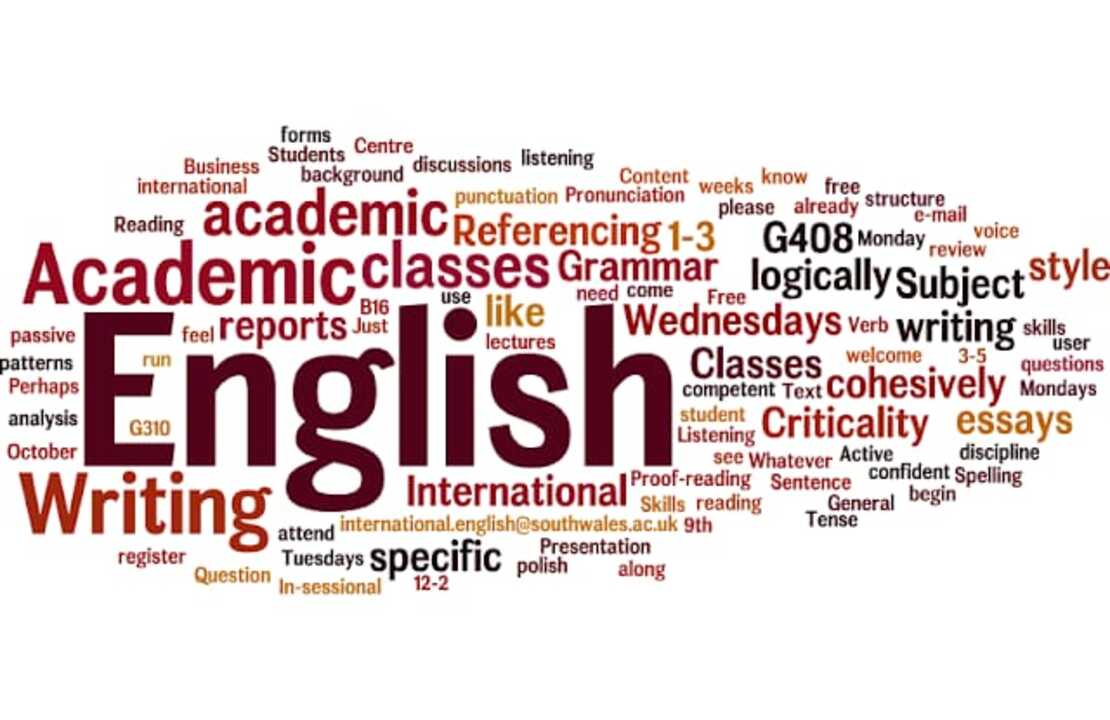 forms
Students Centre
Business background discussions listening
international
Content weeks know
punctuation Pronunciation please already free structure
e-mail
Reading academic Referencing 1-3 G408 Monday review voice
Academic classes Grammar logically Subject style
need come
B16 use like Free
passive feel reports Just lectures Wednesdays Verb writing skills
user
patterns run English Classes welcome 3-5 questions
Perhaps competent Text cohesively Mondays
analysis G310 student Criticality essays
October Listening
see Whatever Active discipline
Writing International Proof-reading Sentence confident Spelling
Skills reading General begin
attend international.english@southwales.ac.uk 9th Tense
register Tuesdays specific Presentation
Question polish along
In-sessional 12-2